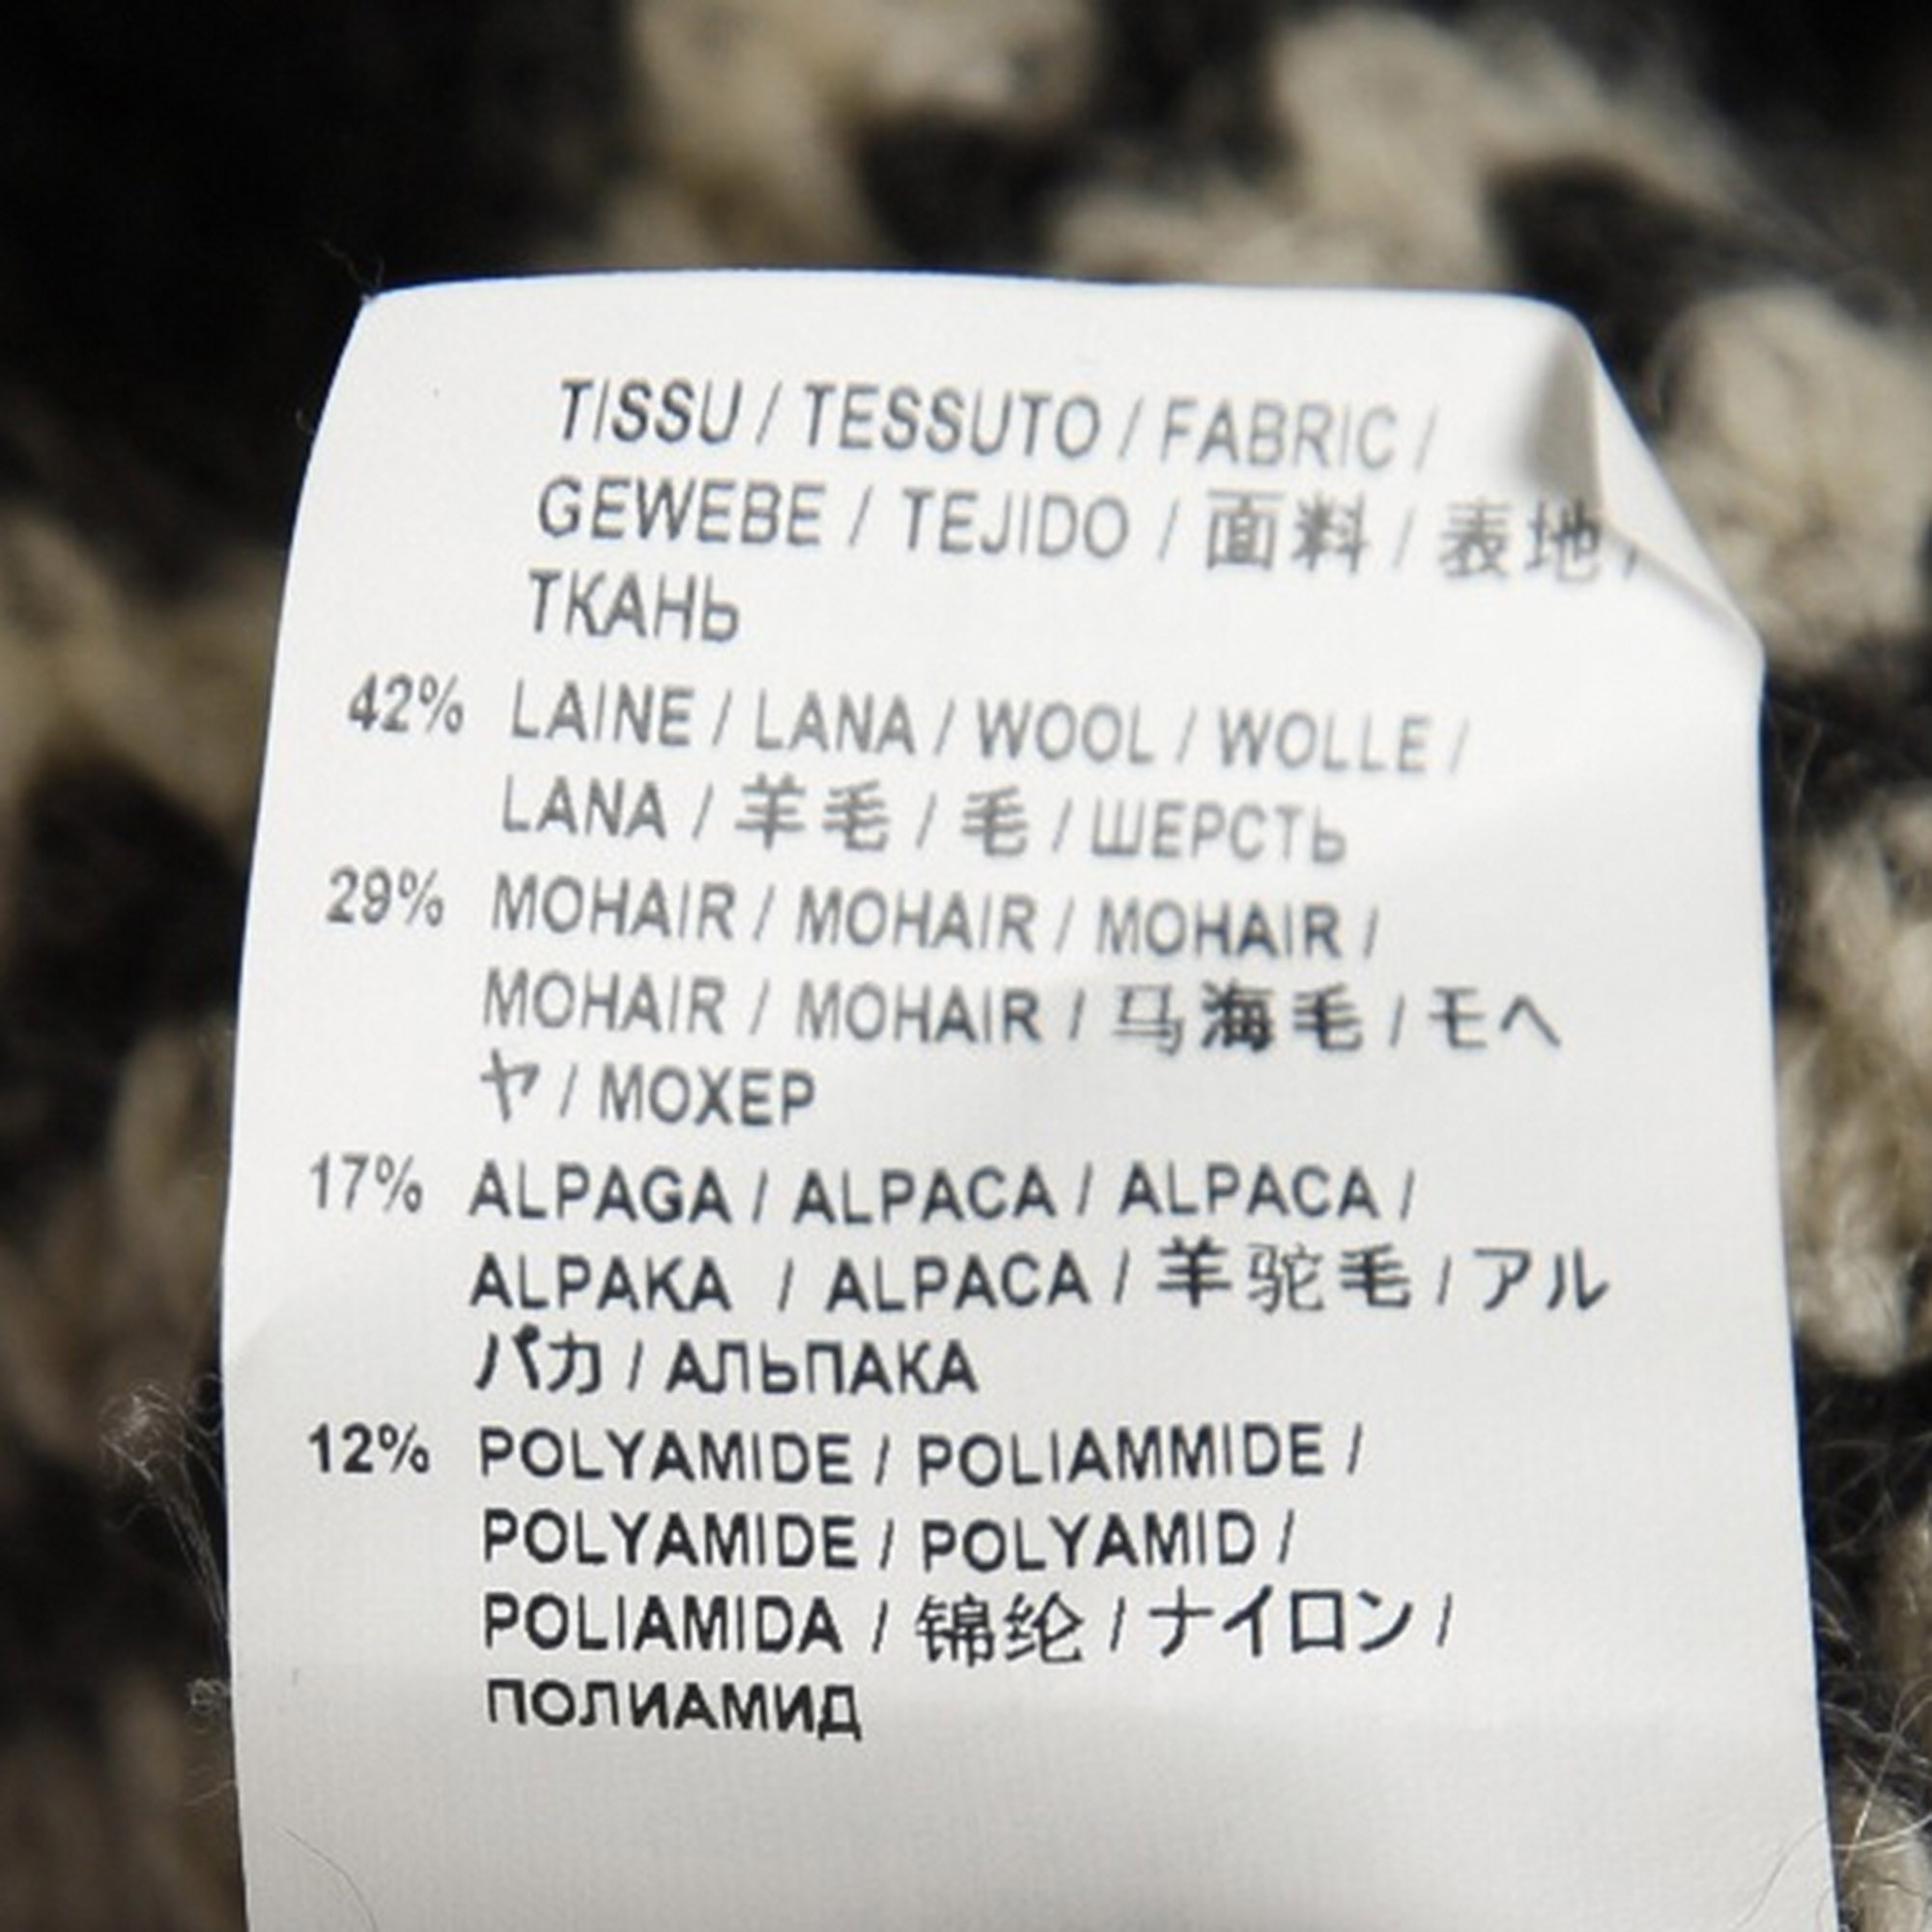 TISSU / TESSUTO / FABRIC /
GEWEBE / TEJIDO / 面料 / 表地 /
ТКАНЬ
42% LAINE / LANA / WOOL / WOLLE /
LANA / 羊毛 / 毛 / ШЕРСТЬ
29% MOHAIR / MOHAIR / MOHAIR /
MOHAIR / MOHAIR / 马海毛 / モヘ
ヤ / МОХЕР
17% ALPAGA / ALPACA / ALPACA /
ALPAKA / ALPACA / 羊驼毛 / アル
パカ / АЛЬПАКА
12% POLYAMIDE / POLIAMMIDE /
POLYAMIDE / POLYAMID /
POLIAMIDA / 锦纶 / ナイロン /
ПОЛИАМИД